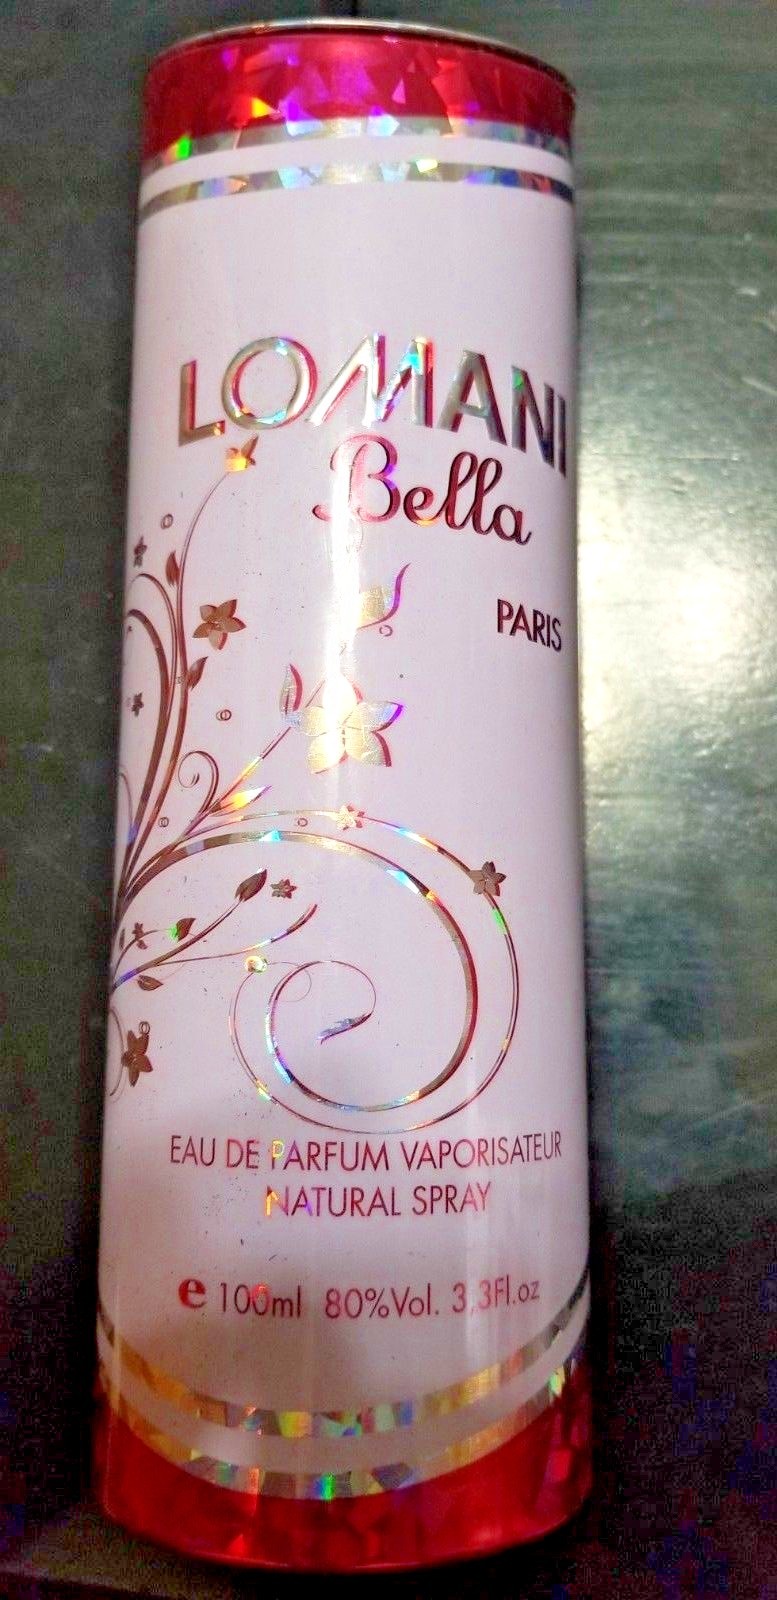 LOMANI
Bella
PARIS
EAU DE PARFUM VAPORISATEUR
NATURAL SPRAY
e 100ml 80%Vol. 3,3Fl.oz